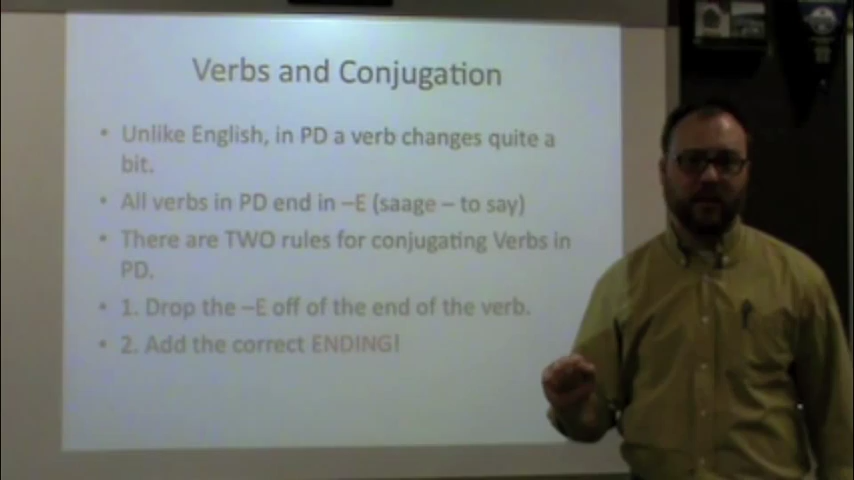 Verbs and Conjugation
• Unlike English, in PD a verb changes quite a
bit.
• All verbs in PD end in –E (saage – to say)
• There are TWO rules for conjugating Verbs in
PD.
• 1. Drop the –E off of the end of the verb.
• 2. Add the correct ENDING!